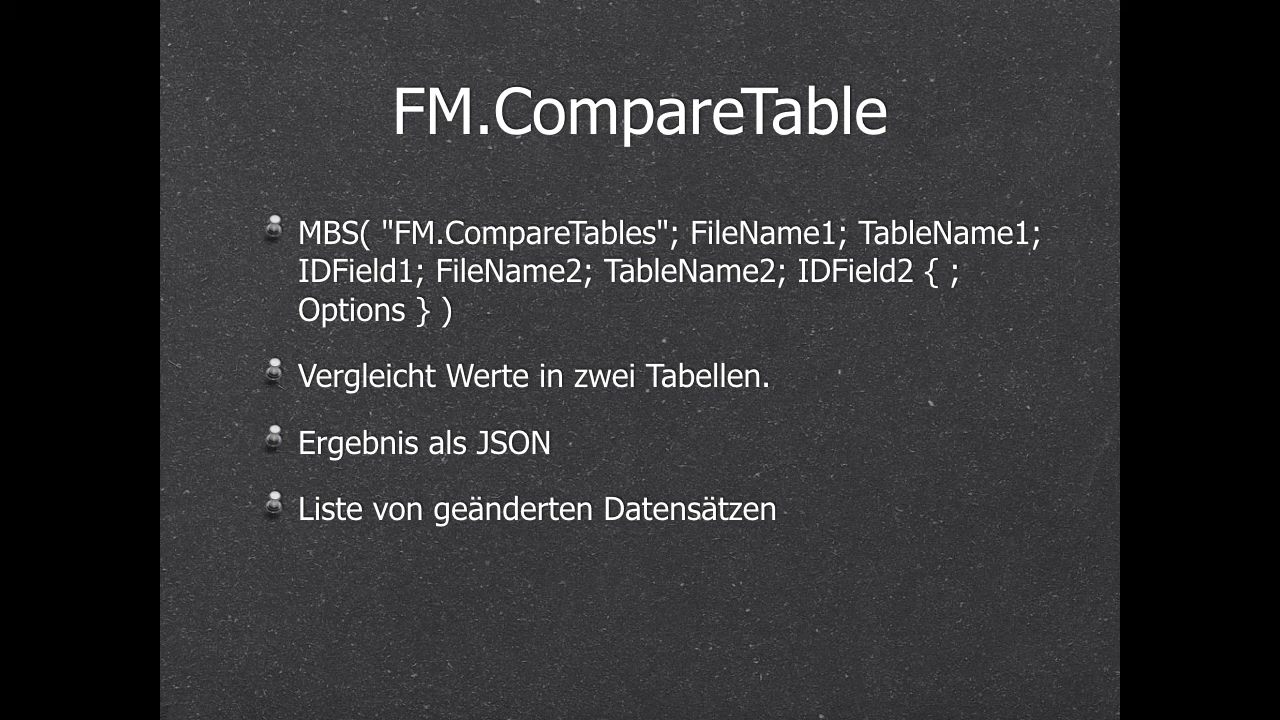 FM.CompareTable
MBS( "FM.CompareTables"; FileName1; TableName1;
IDField1; FileName2; TableName2; IDField2 { ;
Options } )
Vergleicht Werte in zwei Tabellen.
Ergebnis als JSON
Liste von geänderten Datensätzen